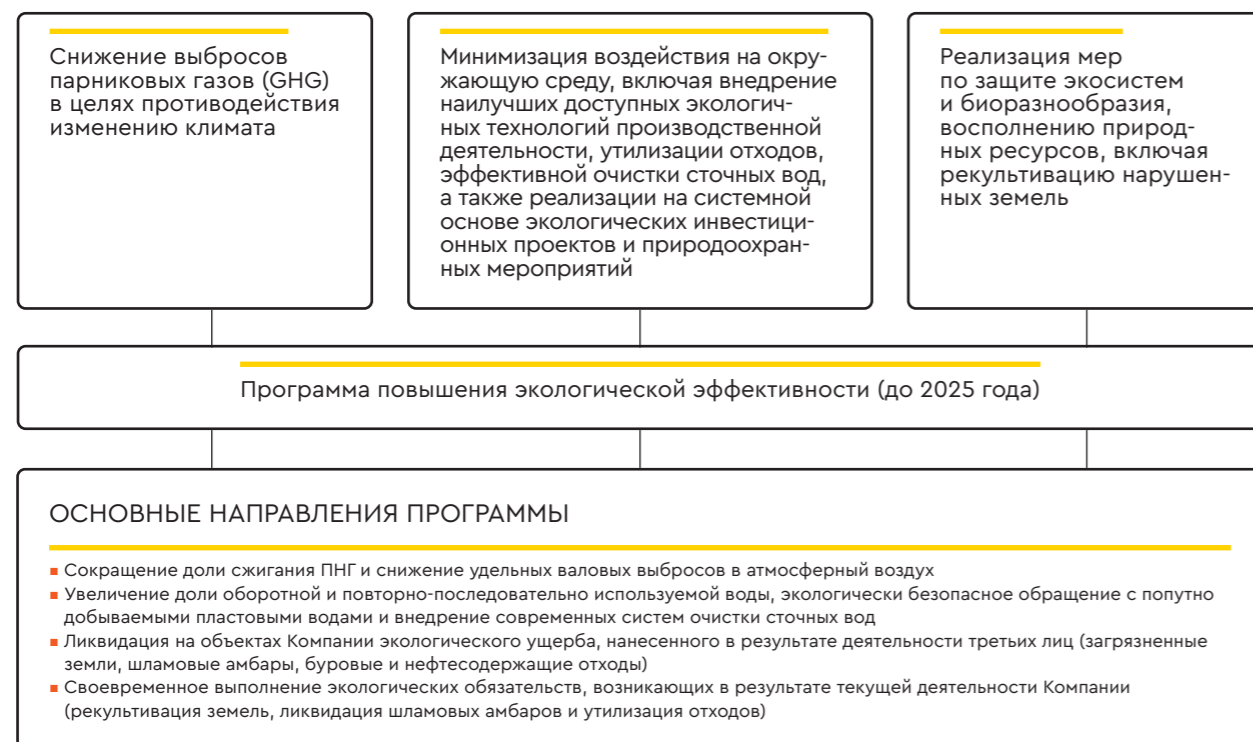 Снижение выбросов
парниковых газов (GHG)
в целях противодействия
изменению климата
Минимизация воздействия на окру-
жающую среду, включая внедрение
наилучших доступных экологич-
ных технологий производственной
деятельности, утилизации отходов,
эффективной очистки сточных вод,
а также реализации на системной
основе экологических инвестици-
онных проектов и природоохран-
ных мероприятий
Реализация мер
по защите экосистем
и биоразнообразия,
восполнению природ-
ных ресурсов, включая
рекультивацию нарушен-
ных земель
Программа повышения экологической эффективности (до 2025 года)
ОСНОВНЫЕ НАПРАВЛЕНИЯ ПРОГРАММЫ
▪ Сокращение доли сжигания ПНГ и снижение удельных валовых выбросов в атмосферный воздух
▪ Увеличение доли оборотной и повторно-последовательно используемой воды, экологически безопасное обращение с попутно
добываемыми пластовыми водами и внедрение современных систем очистки сточных вод
▪ Ликвидация на объектах Компании экологического ущерба, нанесенного в результате деятельности третьих лиц (загрязненные
земли, шламовые амбары, буровые и нефтесодержащие отходы)
▪ Своевременное выполнение экологических обязательств, возникающих в результате текущей деятельности Компании
(рекультивация земель, ликвидация шламовых амбаров и утилизация отходов)